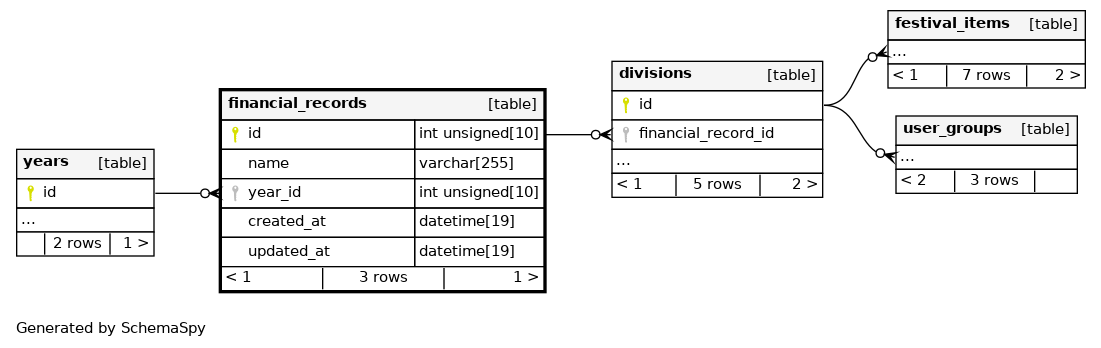 years [table]
id
...
2 rows 1 >
financial_records [table]
id int unsigned[10]
name varchar[255]
year_id int unsigned[10]
created_at datetime[19]
updated_at datetime[19]
< 1 3 rows 1 >
divisions [table]
id
financial_record_id
...
< 1 5 rows 2 >
festival_items [table]
...
< 1 7 rows 2 >
user_groups [table]
...
< 2 3 rows
Generated by SchemaSpy